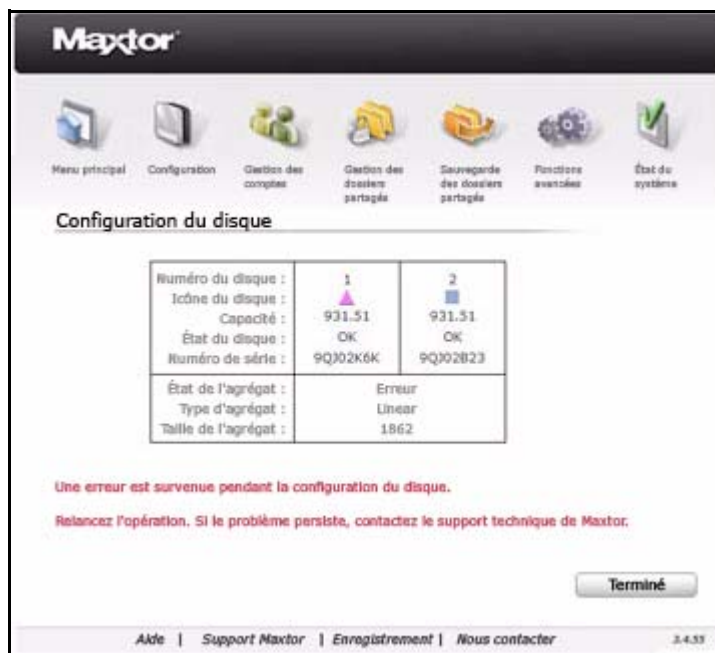 Maxtor
Menu principal
Configuration
Gestion des comptes
Gestion des dossiers partagés
Sauvegarde des dossiers partagés
Fonctions avancées
État du système
Configuration du disque
Numéro du disque : 1 2
Icône du disque :
Capacité : 931.51 931.51
État du disque : OK OK
Numéro de série : 9QJ02K6K 9QJ02B23
État de l'agrégat : Erreur
Type d'agrégat : Linear
Taille de l'agrégat : 1862
Une erreur est survenue pendant la configuration du disque.
Relancez l'opération. Si le problème persiste, contactez le support technique de Maxtor.
Terminé
Aide | Support Maxtor | Enregistrement | Nous contacter